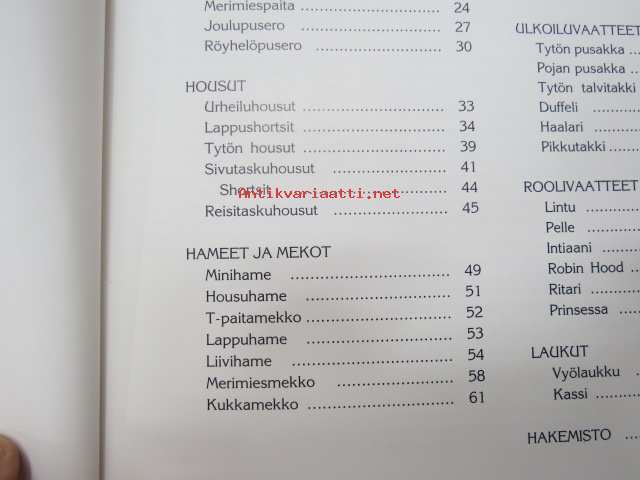 Merimiespaita ........................... 24
Joulupusero ............................. 27
Röyhelöpusero ......................... 30
HOUSUT
Urheiluhousut ........................... 33
Lappushortsit ........................... 34
Tytön housut ........................... 39
Sivutaskuhousut ...................... 41
Shortsit ........................... 44
Antikvariaatti.net
Reisitaskuhousut ...................... 45
HAMEET JA MEKOT
Minihame ............................. 49
Housuhame ........................... 51
T-paitamekko ........................... 52
Lappuhame ........................... 53
Liivihame ............................. 54
Merimiesmekko ...................... 58
Kukkamekko ........................... 61
ULKOILUVAATTEET
Tytön pusakka ...
Pojan pusakka ...
Tytön talvitakki
Duffeli .......
Haalari .......
Pikkutakki ......
ROOLIVAATTEET
Lintu .........
Pelle .........
Intiaani .......
Robin Hood ..
Ritari .........
Prinsessa ....
LAUKUT
Vyölaukku .
Kassi .........
HAKEMISTO ...